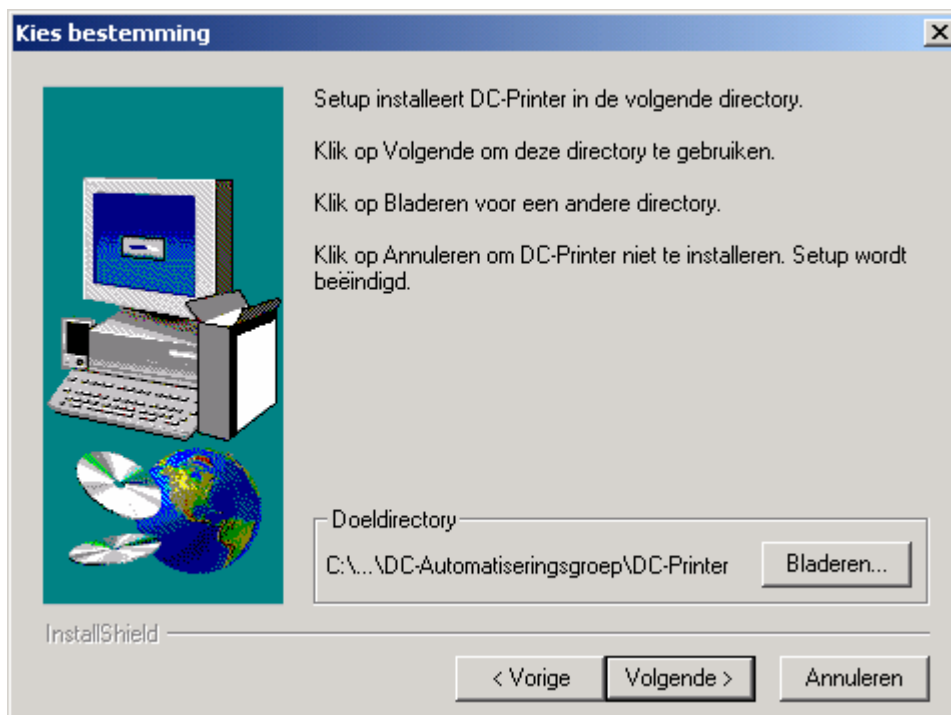 Kies bestemming
Setup installeert DC-Printer in de volgende directory.
Klik op Volgende om deze directory te gebruiken.
Klik op Bladeren voor een andere directory.
Klik op Annuleren om DC-Printer niet te installeren. Setup wordt
beëindigd.
Doeldirectory
C:\...\DC-Automatiseringsgroep\DC-Printer
Bladeren...
InstallShield
< Vorige
Volgende >
Annuleren